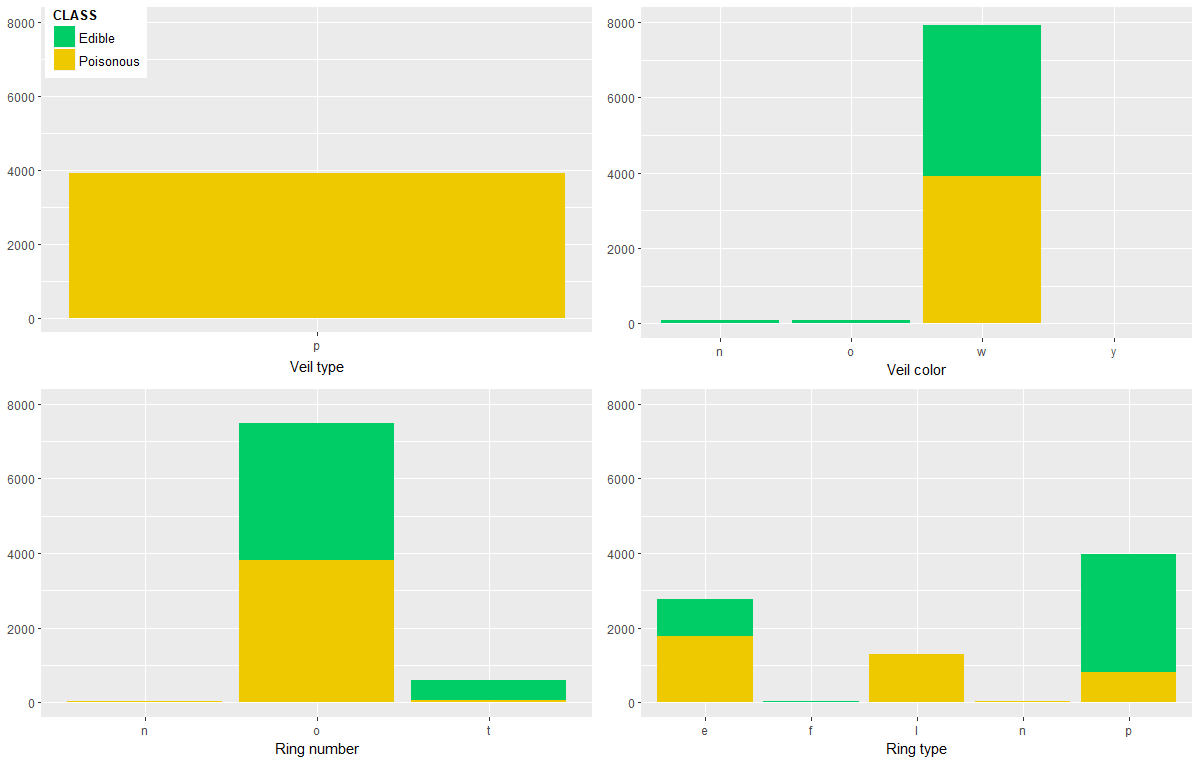 CLASS
Edible
Poisonous
8000
6000
4000
2000
0
p
Veil type
8000
6000
4000
2000
0
n o w y
Veil color
8000
6000
4000
2000
0
n o t
Ring number
8000
6000
4000
2000
0
e f l n p
Ring type